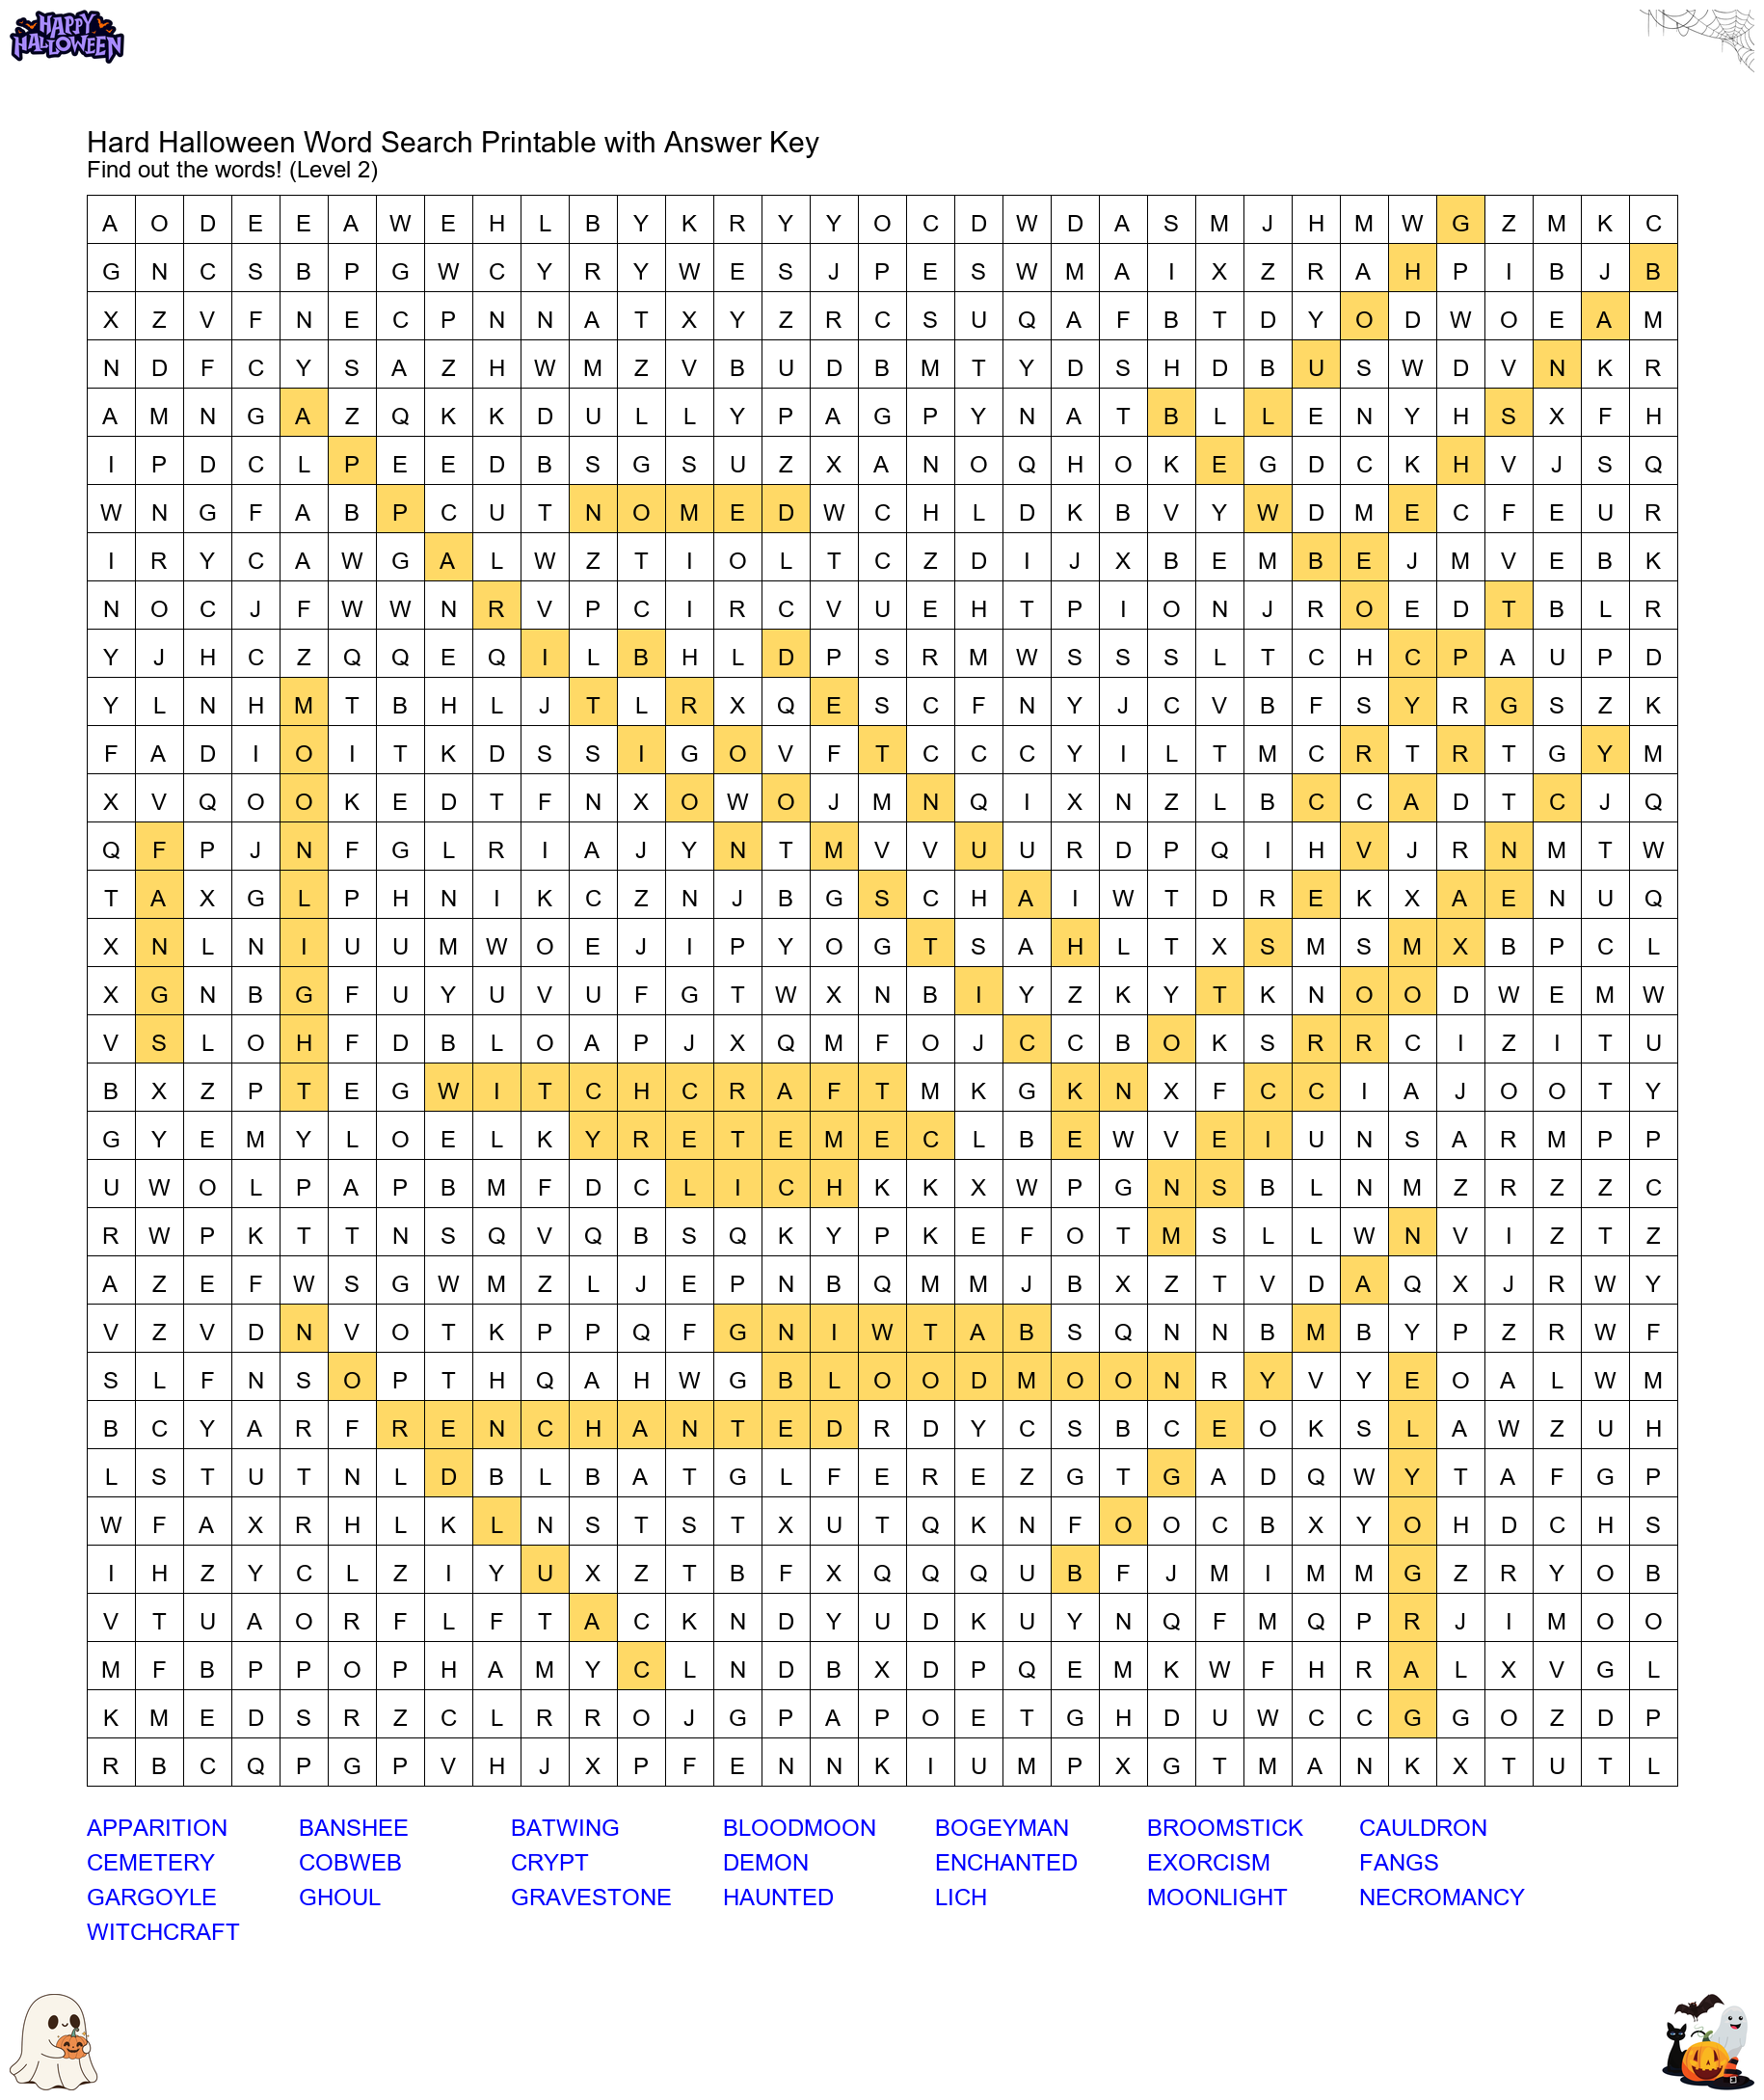 HAPPY
HALLOWEEN
Hard Halloween Word Search Printable with Answer Key
Find out the words! (Level 2)
A O D E E A W E H L B Y K R Y Y O C D W D A S M J H M W G Z M K C
G N C S B P G W C Y R Y W E S J P E S W M A I X Z R A H P I B J B
X Z V F N E C P N N A T X Y Z R C S U Q A F B T D Y O D W O E A M
N D F C Y S A Z H W M Z V B U D B M T Y D S H D B U S W D V N K R
A M N G A Z Q K K D U L L Y P A G P Y N A T B L L E N Y H S X F H
I P D C L P E E D B S G S U Z X A N O Q H O K E G D C K H V J S Q
W N G F A B P C U T N O M E D W C H L D K B V Y W D M E C F E U R
I R Y C A W G A L W Z T I O L T C Z D I J X B E M B E J M V E B K
N O C J F W W N R V P C I R C V U E H T P I O N J R O E D T B L R
Y J H C Z Q Q E Q I L B H L D P S R M W S S S L T C H C P A U P D
Y L N H M T B H L J T L R X Q E S C F N Y J C V B F S Y R G S Z K
F A D I O I T K D S S I G O V F T C C C Y I L T M C R T R T G Y M
X V Q O O K E D T F N X O W O J M N Q I X N Z L B C C A D T C J Q
Q F P J N F G L R I A J Y N T M V V U U R D P Q I H V J R N M T W
T A X G L P H N I K C Z N J B G S C H A I W T D R E K X A E N U Q
X N L N I U U M W O E J I P Y O G T S A H L T X S M S M X B P C L
X G N B G F U Y U V U F G T W X N B I Y Z K Y T K N O O D W E M W
V S L O H F D B L O A P J X Q M F O J C C B O K S R R C I Z I T U
B X Z P T E G W I T C H C R A F T M K G K N X F C C I A J O O T Y
G Y E M Y L O E L K Y R E T E M E C L B E W V E I U N S A R M P P
U W O L P A P B M F D C L I C H K K X W P G N S B L N M Z R Z Z C
R W P K T T N S Q V Q B S Q K Y P K E F O T M S L L W N V I Z T Z
A Z E F W S G W M Z L J E P N B Q M M J B X Z T V D A Q X J R W Y
V Z V D N V O T K P P Q F G N I W T A B S Q N N B M B Y P Z R W F
S L F N S O P T H Q A H W G B L O O D M O O N R Y V Y E O A L W M
B C Y A R F R E N C H A N T E D R D Y C S B C E O K S L A W Z U H
L S T U T N L D B L B A T G L F E R E Z G T G A D Q W Y T A F G P
W F A X R H L K L N S T S T X U T Q K N F O O C B X Y O H D C H S
I H Z Y C L Z I Y U X Z T B F X Q Q Q U B F J M I M M G Z R Y O B
V T U A O R F L F T A C K N D Y U D K U Y N Q F M Q P R J I M O O
M F B P P O P H A M Y C L N D B X D P Q E M K W F H R A L X V G L
K M E D S R Z C L R R O J G P A P O E T G H D U W C C G G O Z D P
R B C Q P G P V H J X P F E N N K I U M P X G T M A N K X T U T L
APPARITION BANSHEE BATWING BLOODMOON BOGEYMAN BROOMSTICK CAULDRON
CEMETERY COBWEB CRYPT DEMON ENCHANTED EXORCISM FANGS
GARGOYLE GHOUL GRAVESTONE HAUNTED LICH MOONLIGHT NECROMANCY
WITCHCRAFT